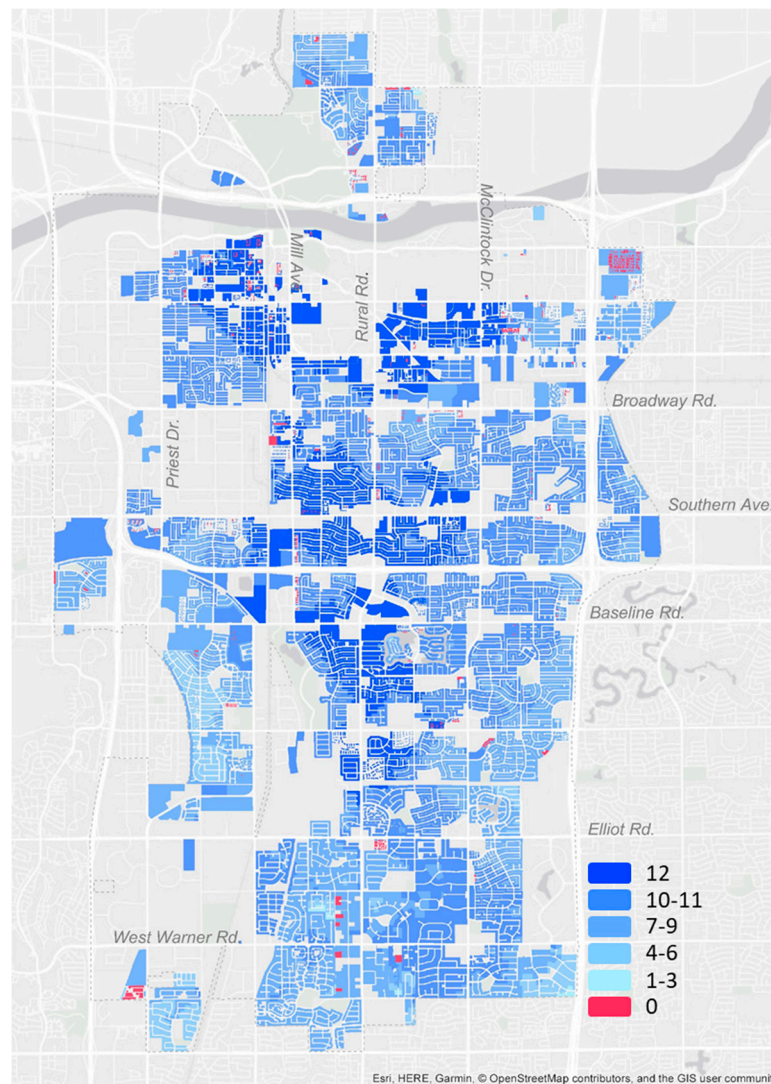 McClintock Dr.
Mill Ave
Rural Rd.
Broadway Rd.
Priest Dr.
Southern Ave.
Baseline Rd.
Elliot Rd.
12
10-11
7-9
West Warner Rd.
4-6
1-3
0
Esri, HERE, Garmin, © OpenStreetMap contributors, and the GIS user communi